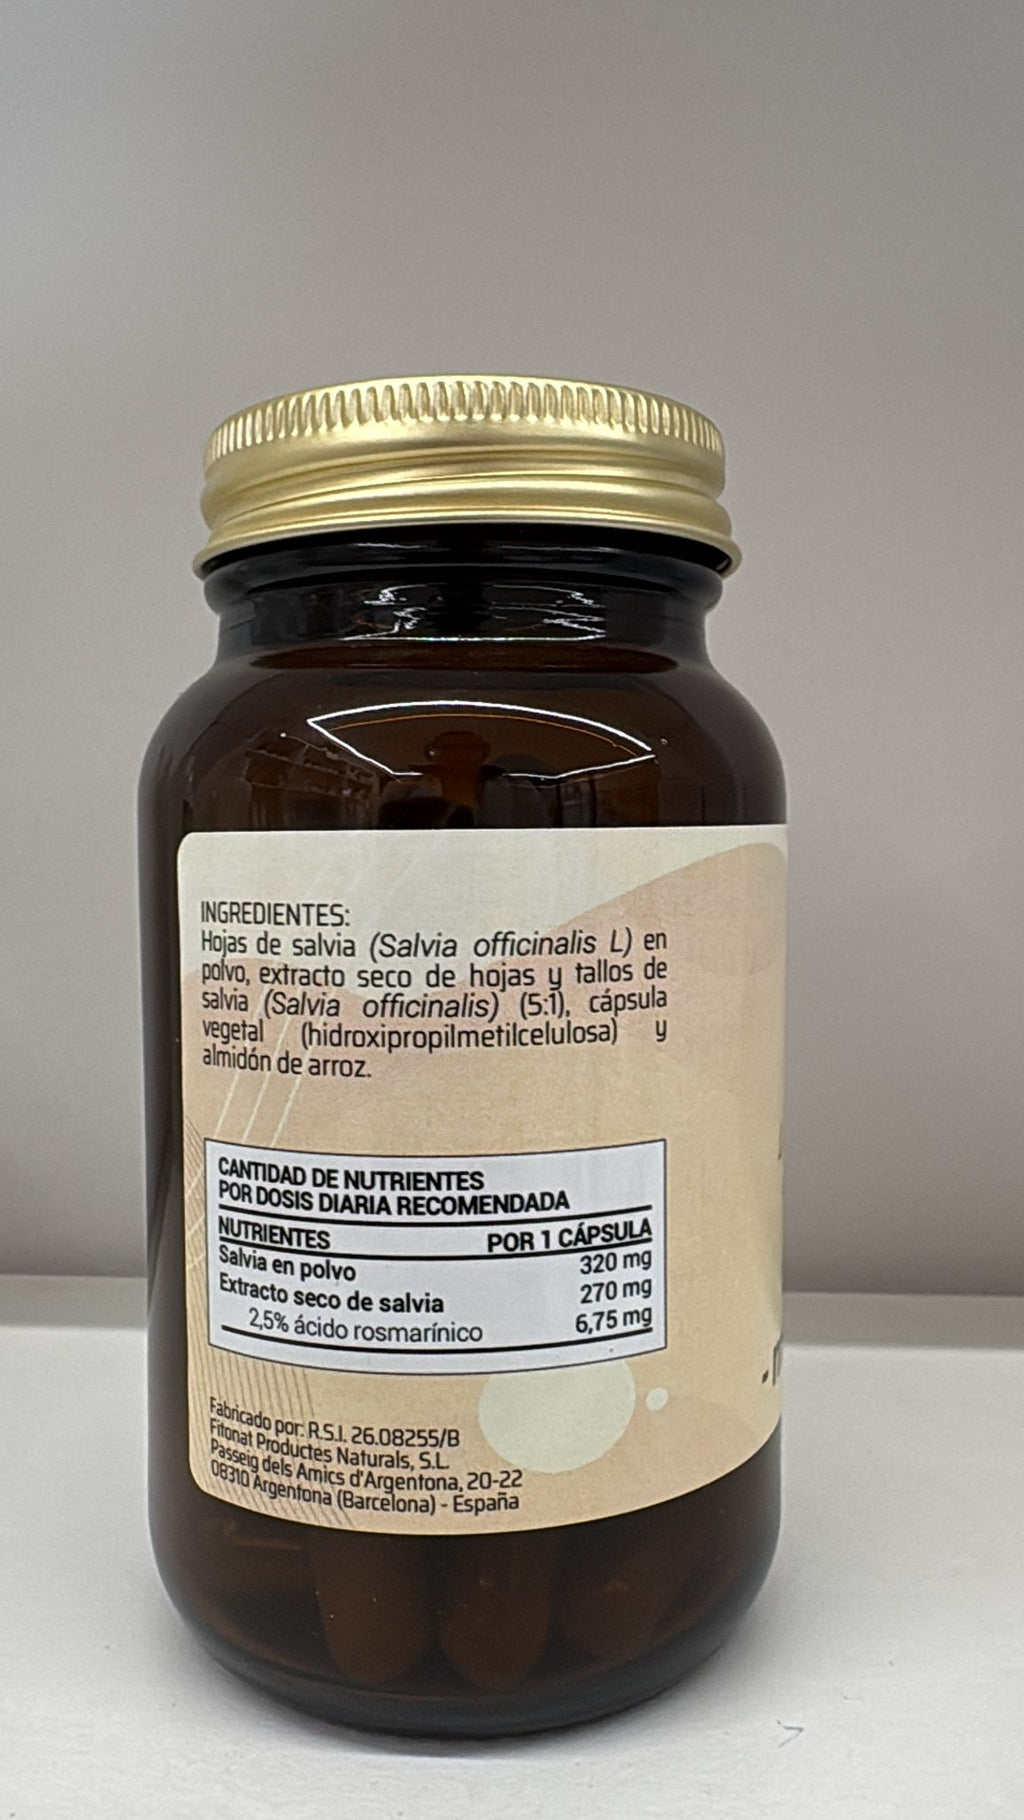 INGREDIENTES:
Hojas de salvia (Salvia officinalis L) en
polvo, extracto seco de hojas y tallos de
salvia (Salvia officinalis) (5:1), cápsula
vegetal (hidroxipropilmetilcelulosa) y
almidón de arroz.
CANTIDAD DE NUTRIENTES
POR DOSIS DIARIA RECOMENDADA
NUTRIENTES POR 1 CÁPSULA
Salvia en polvo 320 mg
Extracto seco de salvia 270 mg
2,5% ácido rosmarínico 6,75 mg
Fabricado por: R.S.I. 26.08255/B
Fitonat Productes Naturals, S.L.
Passeig dels Amics d'Argentona, 20-22
08310 Argentona (Barcelona) - España